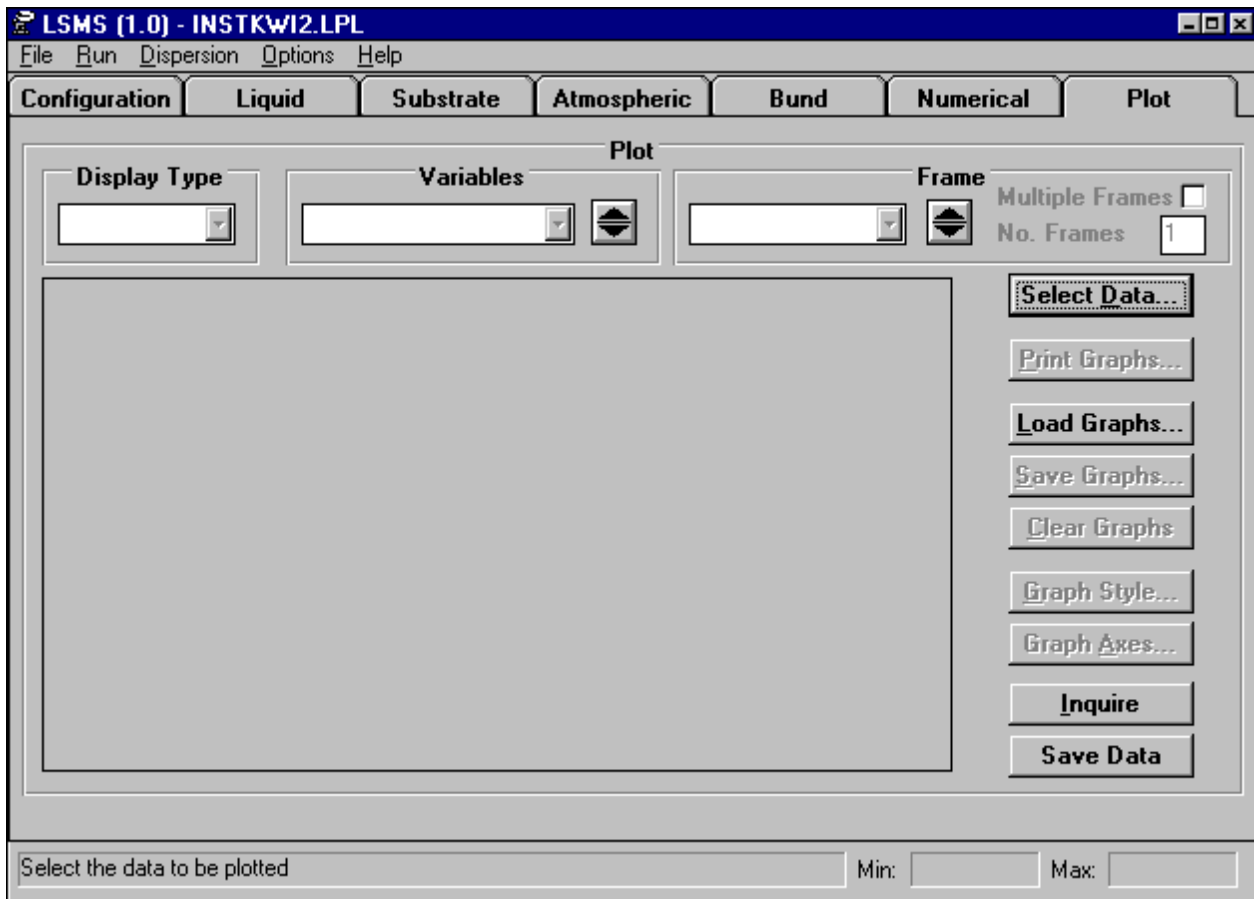 LSMS (1.0) - INSTKWI2.LPL
File Run Dispersion Options Help
Configuration Liquid Substrate Atmospheric Bund Numerical Plot
Plot
Display Type Variables Frame
Multiple Frames
No. Frames 1
Select Data...
Print Graphs...
Load Graphs...
Save Graphs...
Clear Graphs
Graph Style...
Graph Axes...
Inquire
Save Data
Select the data to be plotted Min: Max: